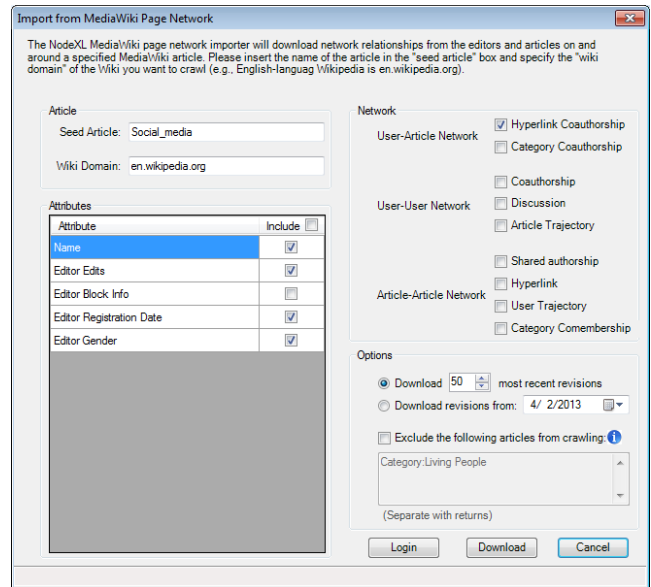 Import from MediaWiki Page Network
The NodeXL MediaWiki page network importer will download network relationships from the editors and articles on and
around a specified MediaWiki article. Please insert the name of the article in the "seed article" box and specify the "wiki
domain" of the Wiki you want to crawl (e.g., English-languag Wikipedia is en.wikipedia.org).
Article
Seed Article: Social_media
Wiki Domain: en.wikipedia.org
Attributes
Attribute Include
Name
Editor Edits
Editor Block Info
Editor Registration Date
Editor Gender
Network
User-Article Network
Hyperlink Coauthorship
Category Coauthorship
User-User Network
Coauthorship
Discussion
Article Trajectory
Article-Article Network
Shared authorship
Hyperlink
User Trajectory
Category Comembership
Options
Download 50 most recent revisions
Download revisions from: 4/ 2/2013
Exclude the following articles from crawling:
Category:Living People
(Separate with returns)
Login Download Cancel